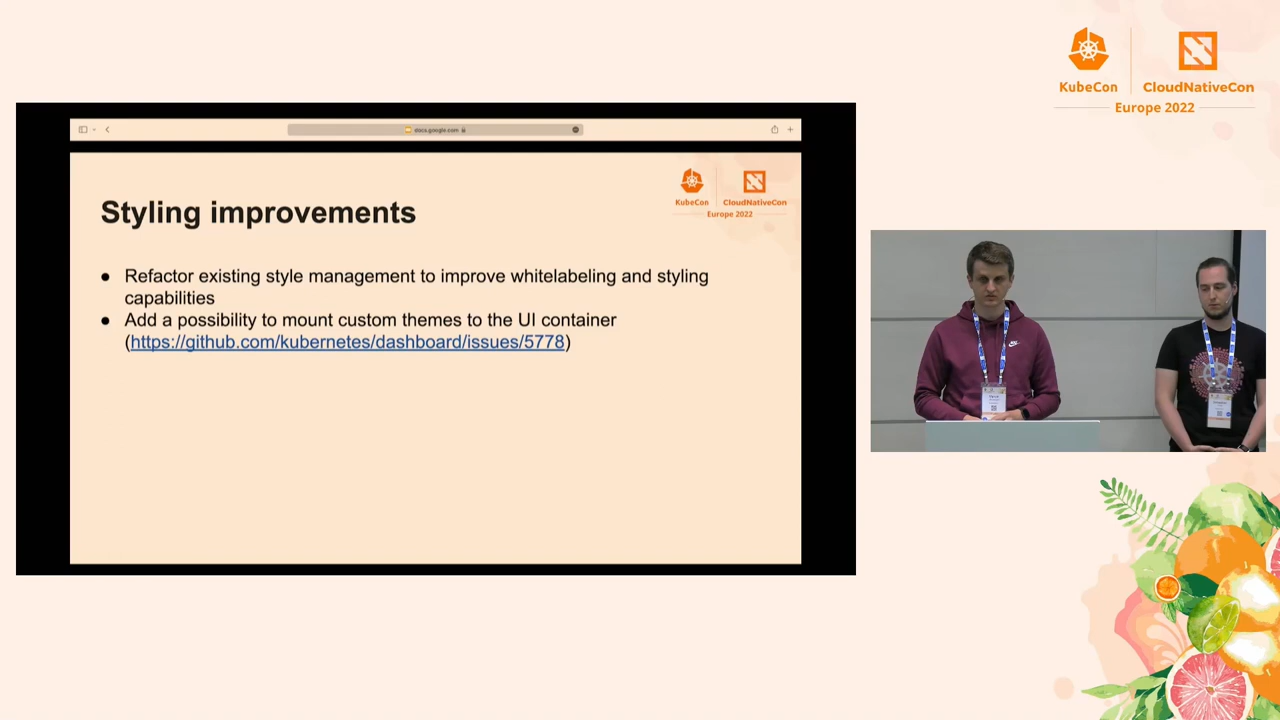 KubeCon
CloudNativeCon
Europe 2022
docs.google.com
KubeCon
CloudNativeCon
Europe 2022
Styling improvements
● Refactor existing style management to improve whitelabeling and styling
capabilities
● Add a possibility to mount custom themes to the UI container
(https://github.com/kubernetes/dashboard/issues/5778)